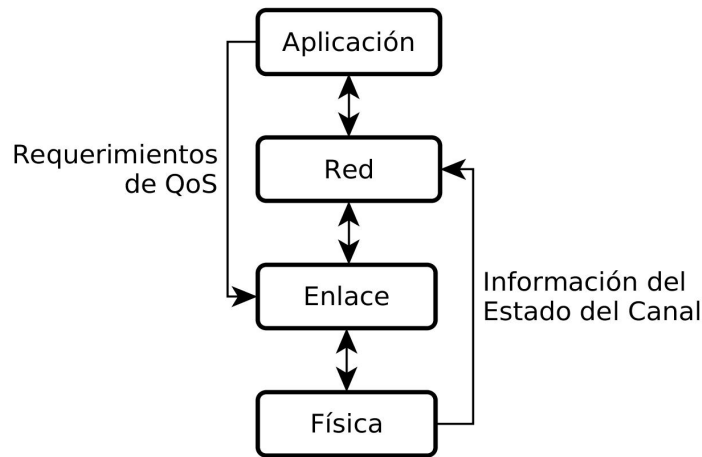 Aplicación
Requerimientos
de QoS
Red
Enlace
Información del
Estado del Canal
Física